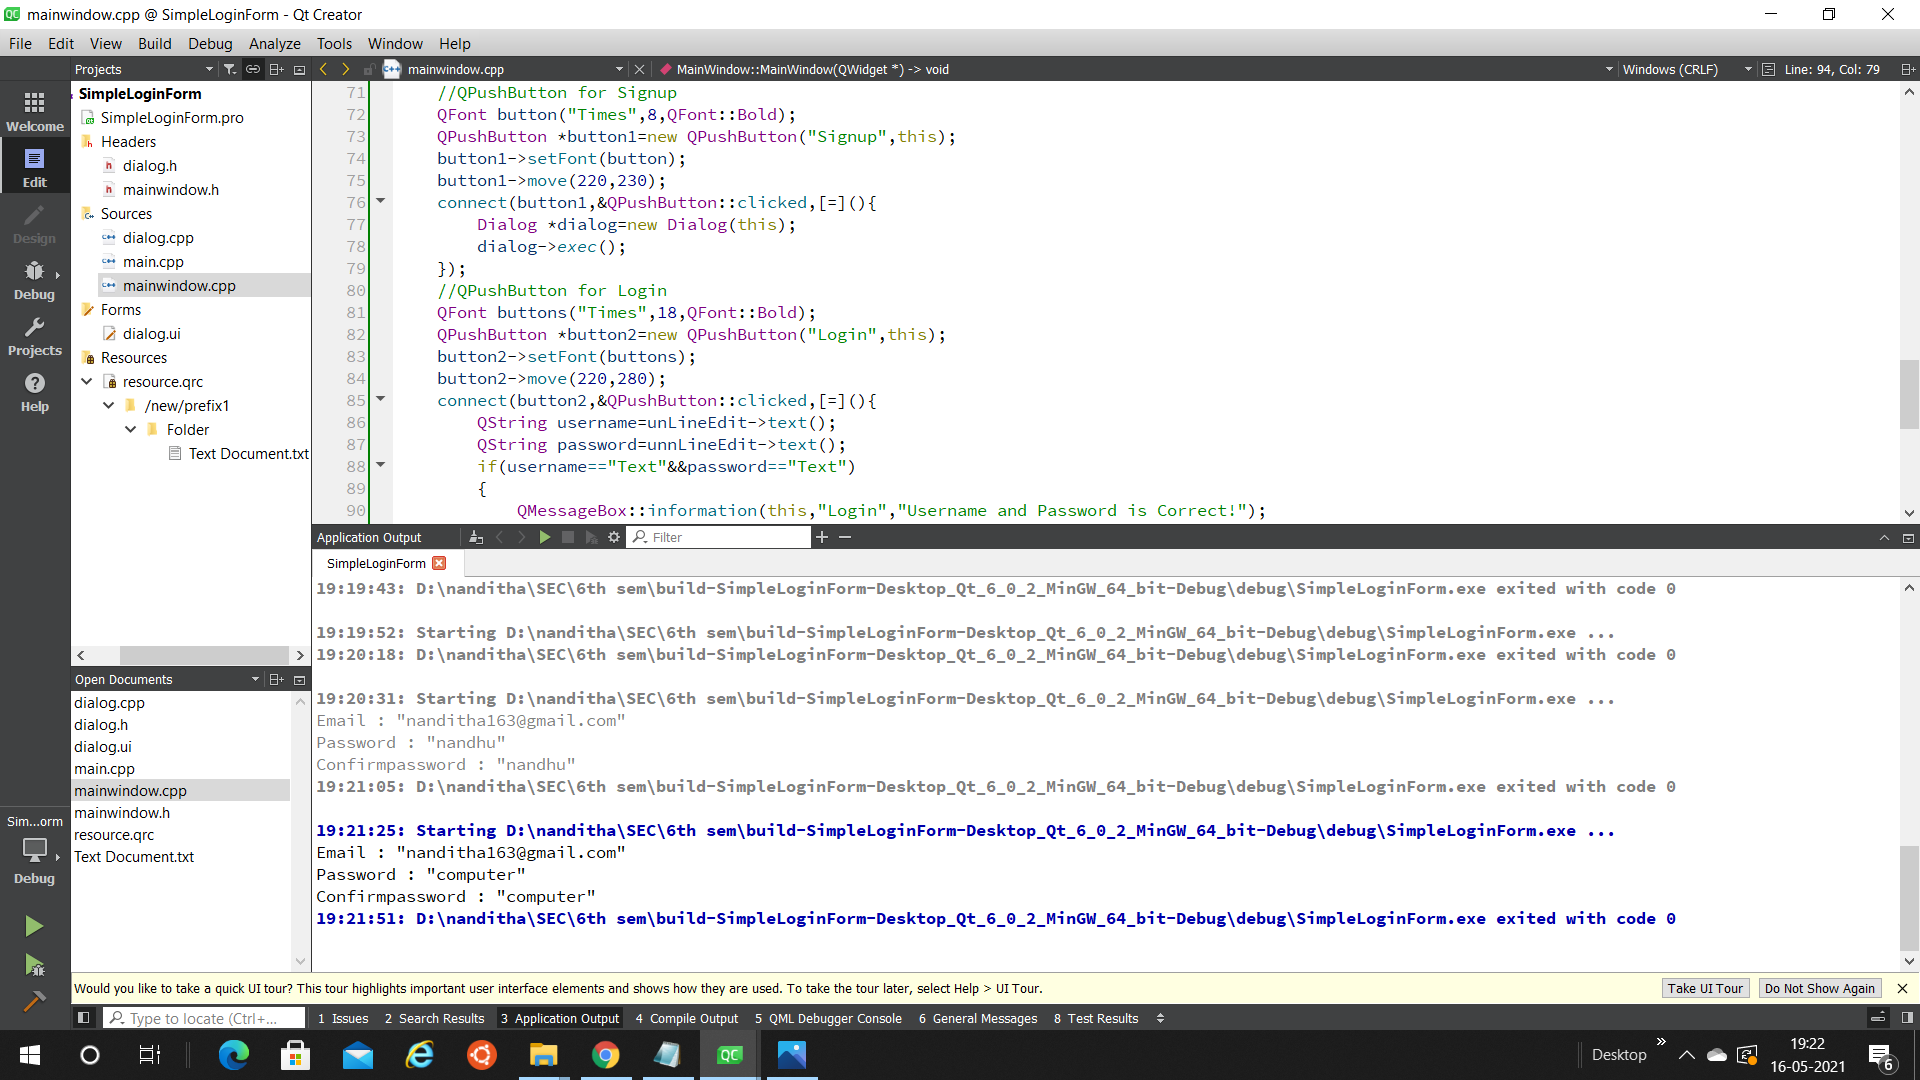 mainwindow.cpp @ SimpleLoginForm - Qt Creator
File Edit View Build Debug Analyze Tools Window Help
Projects
mainwindow.cpp
MainWindow::MainWindow(QWidget *) -> void
Windows (CRLF)
Line: 94, Col: 79
Welcome
Edit
Design
Debug
Projects
Help
SimpleLoginForm
SimpleLoginForm.pro
Headers
dialog.h
mainwindow.h
Sources
dialog.cpp
main.cpp
mainwindow.cpp
Forms
dialog.ui
Resources
resource.qrc
/new/prefix1
Folder
Text Document.txt
71 //QPushButton for Signup
72 QFont button("Times",8,QFont::Bold);
73 QPushButton *button1=new QPushButton("Signup",this);
74 button1->setFont(button);
75 button1->move(220,230);
76 connect(button1,&QPushButton::clicked,[=](){
77 Dialog *dialog=new Dialog(this);
78 dialog->exec();
79 });
80 //QPushButton for Login
81 QFont buttons("Times",18,QFont::Bold);
82 QPushButton *button2=new QPushButton("Login",this);
83 button2->setFont(buttons);
84 button2->move(220,280);
85 connect(button2,&QPushButton::clicked,[=](){
86 QString username=unLineEdit->text();
87 QString password=unnLineEdit->text();
88 if(username=="Text"&&password=="Text")
89 {
90 QMessageBox::information(this,"Login","Username and Password is Correct!");
Application Output
Filter
SimpleLoginForm
19:19:43: D:\nanditha\SEC\6th sem\build-SimpleLoginForm-Desktop_Qt_6_0_2_MinGW_64_bit-Debug\debug\SimpleLoginForm.exe exited with code 0
19:19:52: Starting D:\nanditha\SEC\6th sem\build-SimpleLoginForm-Desktop_Qt_6_0_2_MinGW_64_bit-Debug\debug\SimpleLoginForm.exe ...
19:20:18: D:\nanditha\SEC\6th sem\build-SimpleLoginForm-Desktop_Qt_6_0_2_MinGW_64_bit-Debug\debug\SimpleLoginForm.exe exited with code 0
19:20:31: Starting D:\nanditha\SEC\6th sem\build-SimpleLoginForm-Desktop_Qt_6_0_2_MinGW_64_bit-Debug\debug\SimpleLoginForm.exe ...
Email : "nanditha163@gmail.com"
Password : "nandhu"
Confirmpassword : "nandhu"
19:21:05: D:\nanditha\SEC\6th sem\build-SimpleLoginForm-Desktop_Qt_6_0_2_MinGW_64_bit-Debug\debug\SimpleLoginForm.exe exited with code 0
19:21:25: Starting D:\nanditha\SEC\6th sem\build-SimpleLoginForm-Desktop_Qt_6_0_2_MinGW_64_bit-Debug\debug\SimpleLoginForm.exe ...
Email : "nanditha163@gmail.com"
Password : "computer"
Confirmpassword : "computer"
19:21:51: D:\nanditha\SEC\6th sem\build-SimpleLoginForm-Desktop_Qt_6_0_2_MinGW_64_bit-Debug\debug\SimpleLoginForm.exe exited with code 0
Open Documents
dialog.cpp
dialog.h
dialog.ui
main.cpp
mainwindow.cpp
mainwindow.h
resource.qrc
Text Document.txt
Sim...orm
Debug
Would you like to take a quick UI tour? This tour highlights important user interface elements and shows how they are used. To take the tour later, select Help > UI Tour.
Take UI Tour
Do Not Show Again
Type to locate (Ctrl+...
1 Issues 2 Search Results 3 Application Output 4 Compile Output 5 QML Debugger Console 6 General Messages 8 Test Results
Desktop
19:22
16-05-2021
6